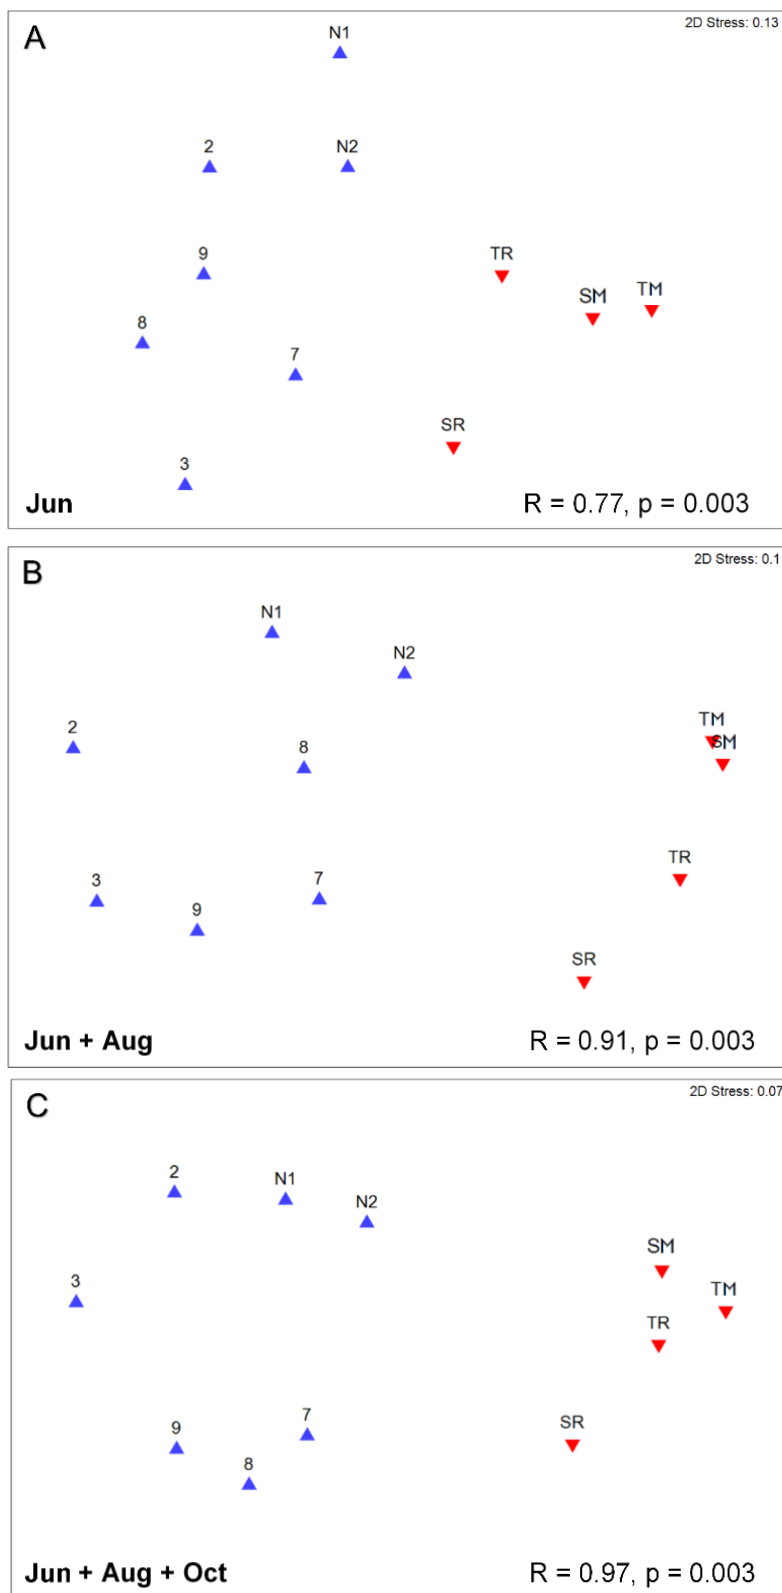 A
2D Stress: 0.13
N1
2
N2
9
TR
SM
TM
8
7
SR
3
Jun
R = 0.77, p = 0.003
B
2D Stress: 0.1
N1
N2
2
TM
SM
8
TR
3
7
9
SR
Jun + Aug
R = 0.91, p = 0.003
C
2D Stress: 0.07
2
N1
N2
SM
3
TM
TR
7
SR
9
8
Jun + Aug + Oct
R = 0.97, p = 0.003